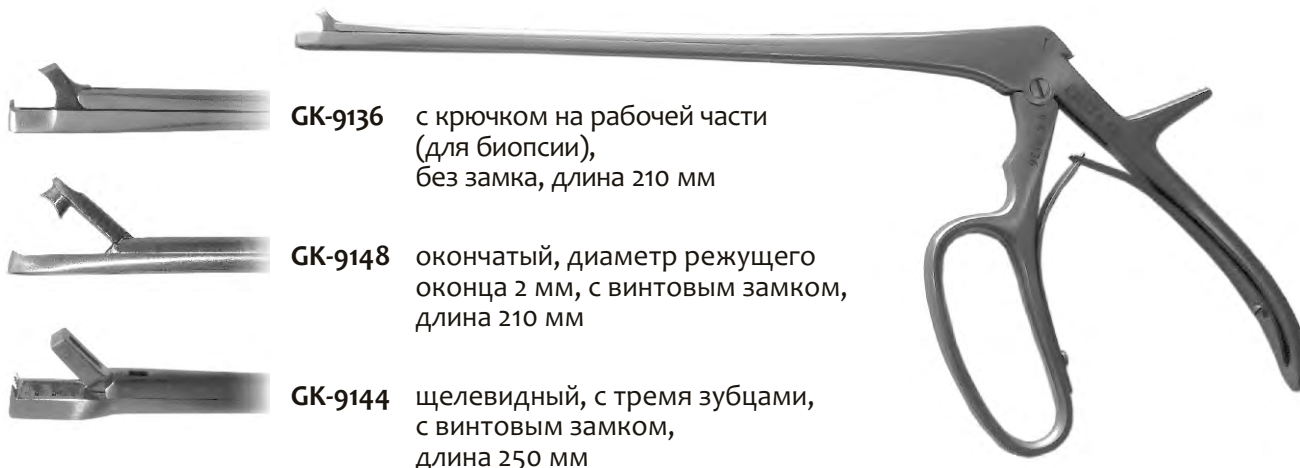 GK-9136 с крючком на рабочей части
(для биопсии),
без замка, длина 210 мм
GK-9148 окончатый, диаметр режущего
оконца 2 мм, с винтовым замком,
длина 210 мм
GK-9144 щелевидный, с тремя зубцами,
с винтовым замком,
длина 250 мм